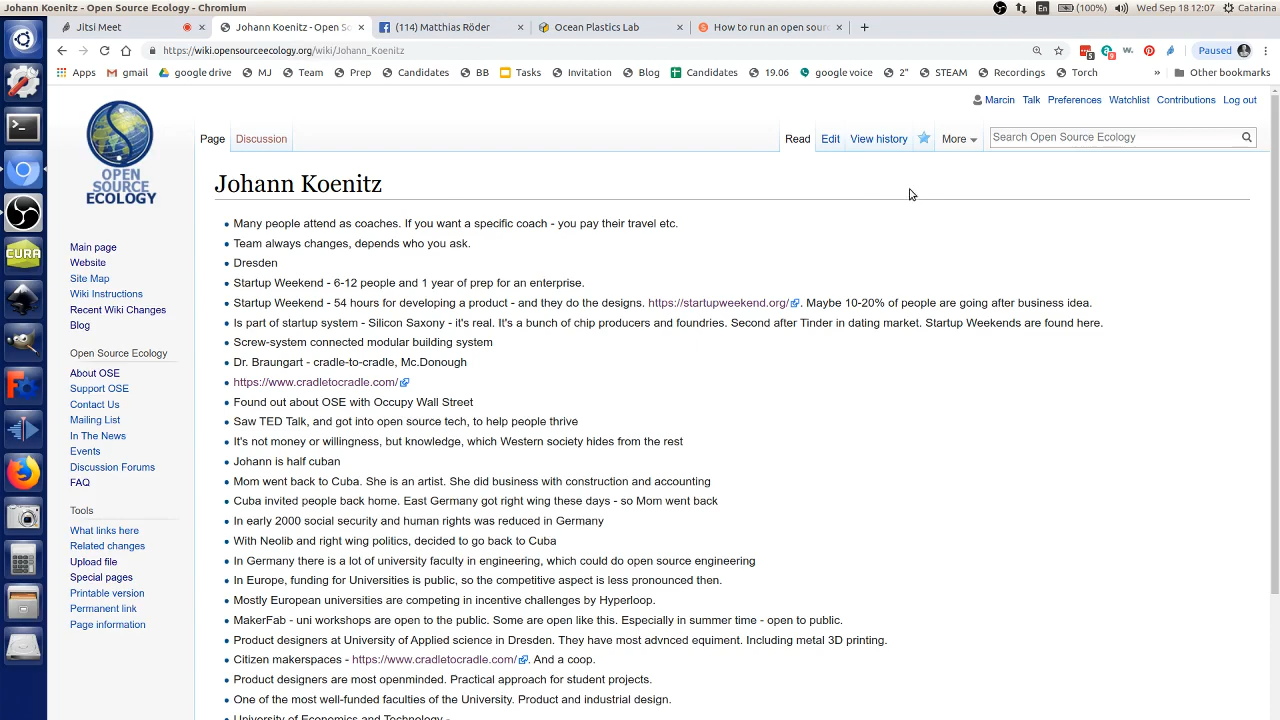 Johann Koenitz - Open Source Ecology - Chromium
En (100%) Wed Sep 18 12:07 Catarina
Jitsi Meet Johann Koenitz - Open So (114) Matthias Röder Ocean Plastics Lab How to run an open sourc
https://wiki.opensourceecology.org/wiki/Johann_Koenitz Paused
Apps gmail google drive MJ Team Prep Candidates BB Tasks Invitation Blog Candidates 19.06 google voice 2" STEAM Recordings Torch » Other bookmarks
Marcin Talk Preferences Watchlist Contributions Log out
Page Discussion Read Edit View history More Search Open Source Ecology
OPEN
SOURCE
ECOLOGY
Main page
Website
Site Map
Wiki Instructions
Recent Wiki Changes
Blog
Open Source Ecology
About OSE
Support OSE
Contact Us
Mailing List
In The News
Events
Discussion Forums
FAQ
Tools
What links here
Related changes
Upload file
Special pages
Printable version
Permanent link
Page information
CURA
Johann Koenitz
Many people attend as coaches. If you want a specific coach - you pay their travel etc.
Team always changes, depends who you ask.
Dresden
Startup Weekend - 6-12 people and 1 year of prep for an enterprise.
Startup Weekend - 54 hours for developing a product - and they do the designs. https://startupweekend.org/ . Maybe 10-20% of people are going after business idea.
Is part of startup system - Silicon Saxony - it's real. It's a bunch of chip producers and foundries. Second after Tinder in dating market. Startup Weekends are found here.
Screw-system connected modular building system
Dr. Braungart - cradle-to-cradle, Mc.Donough
https://www.cradletocradle.com/
Found out about OSE with Occupy Wall Street
Saw TED Talk, and got into open source tech, to help people thrive
It's not money or willingness, but knowledge, which Western society hides from the rest
Johann is half cuban
Mom went back to Cuba. She is an artist. She did business with construction and accounting
Cuba invited people back home. East Germany got right wing these days - so Mom went back
In early 2000 social security and human rights was reduced in Germany
With Neolib and right wing politics, decided to go back to Cuba
In Germany there is a lot of university faculty in engineering, which could do open source engineering
In Europe, funding for Universities is public, so the competitive aspect is less pronounced then.
Mostly European universities are competing in incentive challenges by Hyperloop.
MakerFab - uni workshops are open to the public. Some are open like this. Especially in summer time - open to public.
Product designers at University of Applied science in Dresden. They have most advnced equiment. Including metal 3D printing.
Citizen makerspaces - https://www.cradletocradle.com/ . And a coop.
Product designers are most openminded. Practical approach for student projects.
One of the most well-funded faculties of the University. Product and industrial design.
University of Economics and Technology -